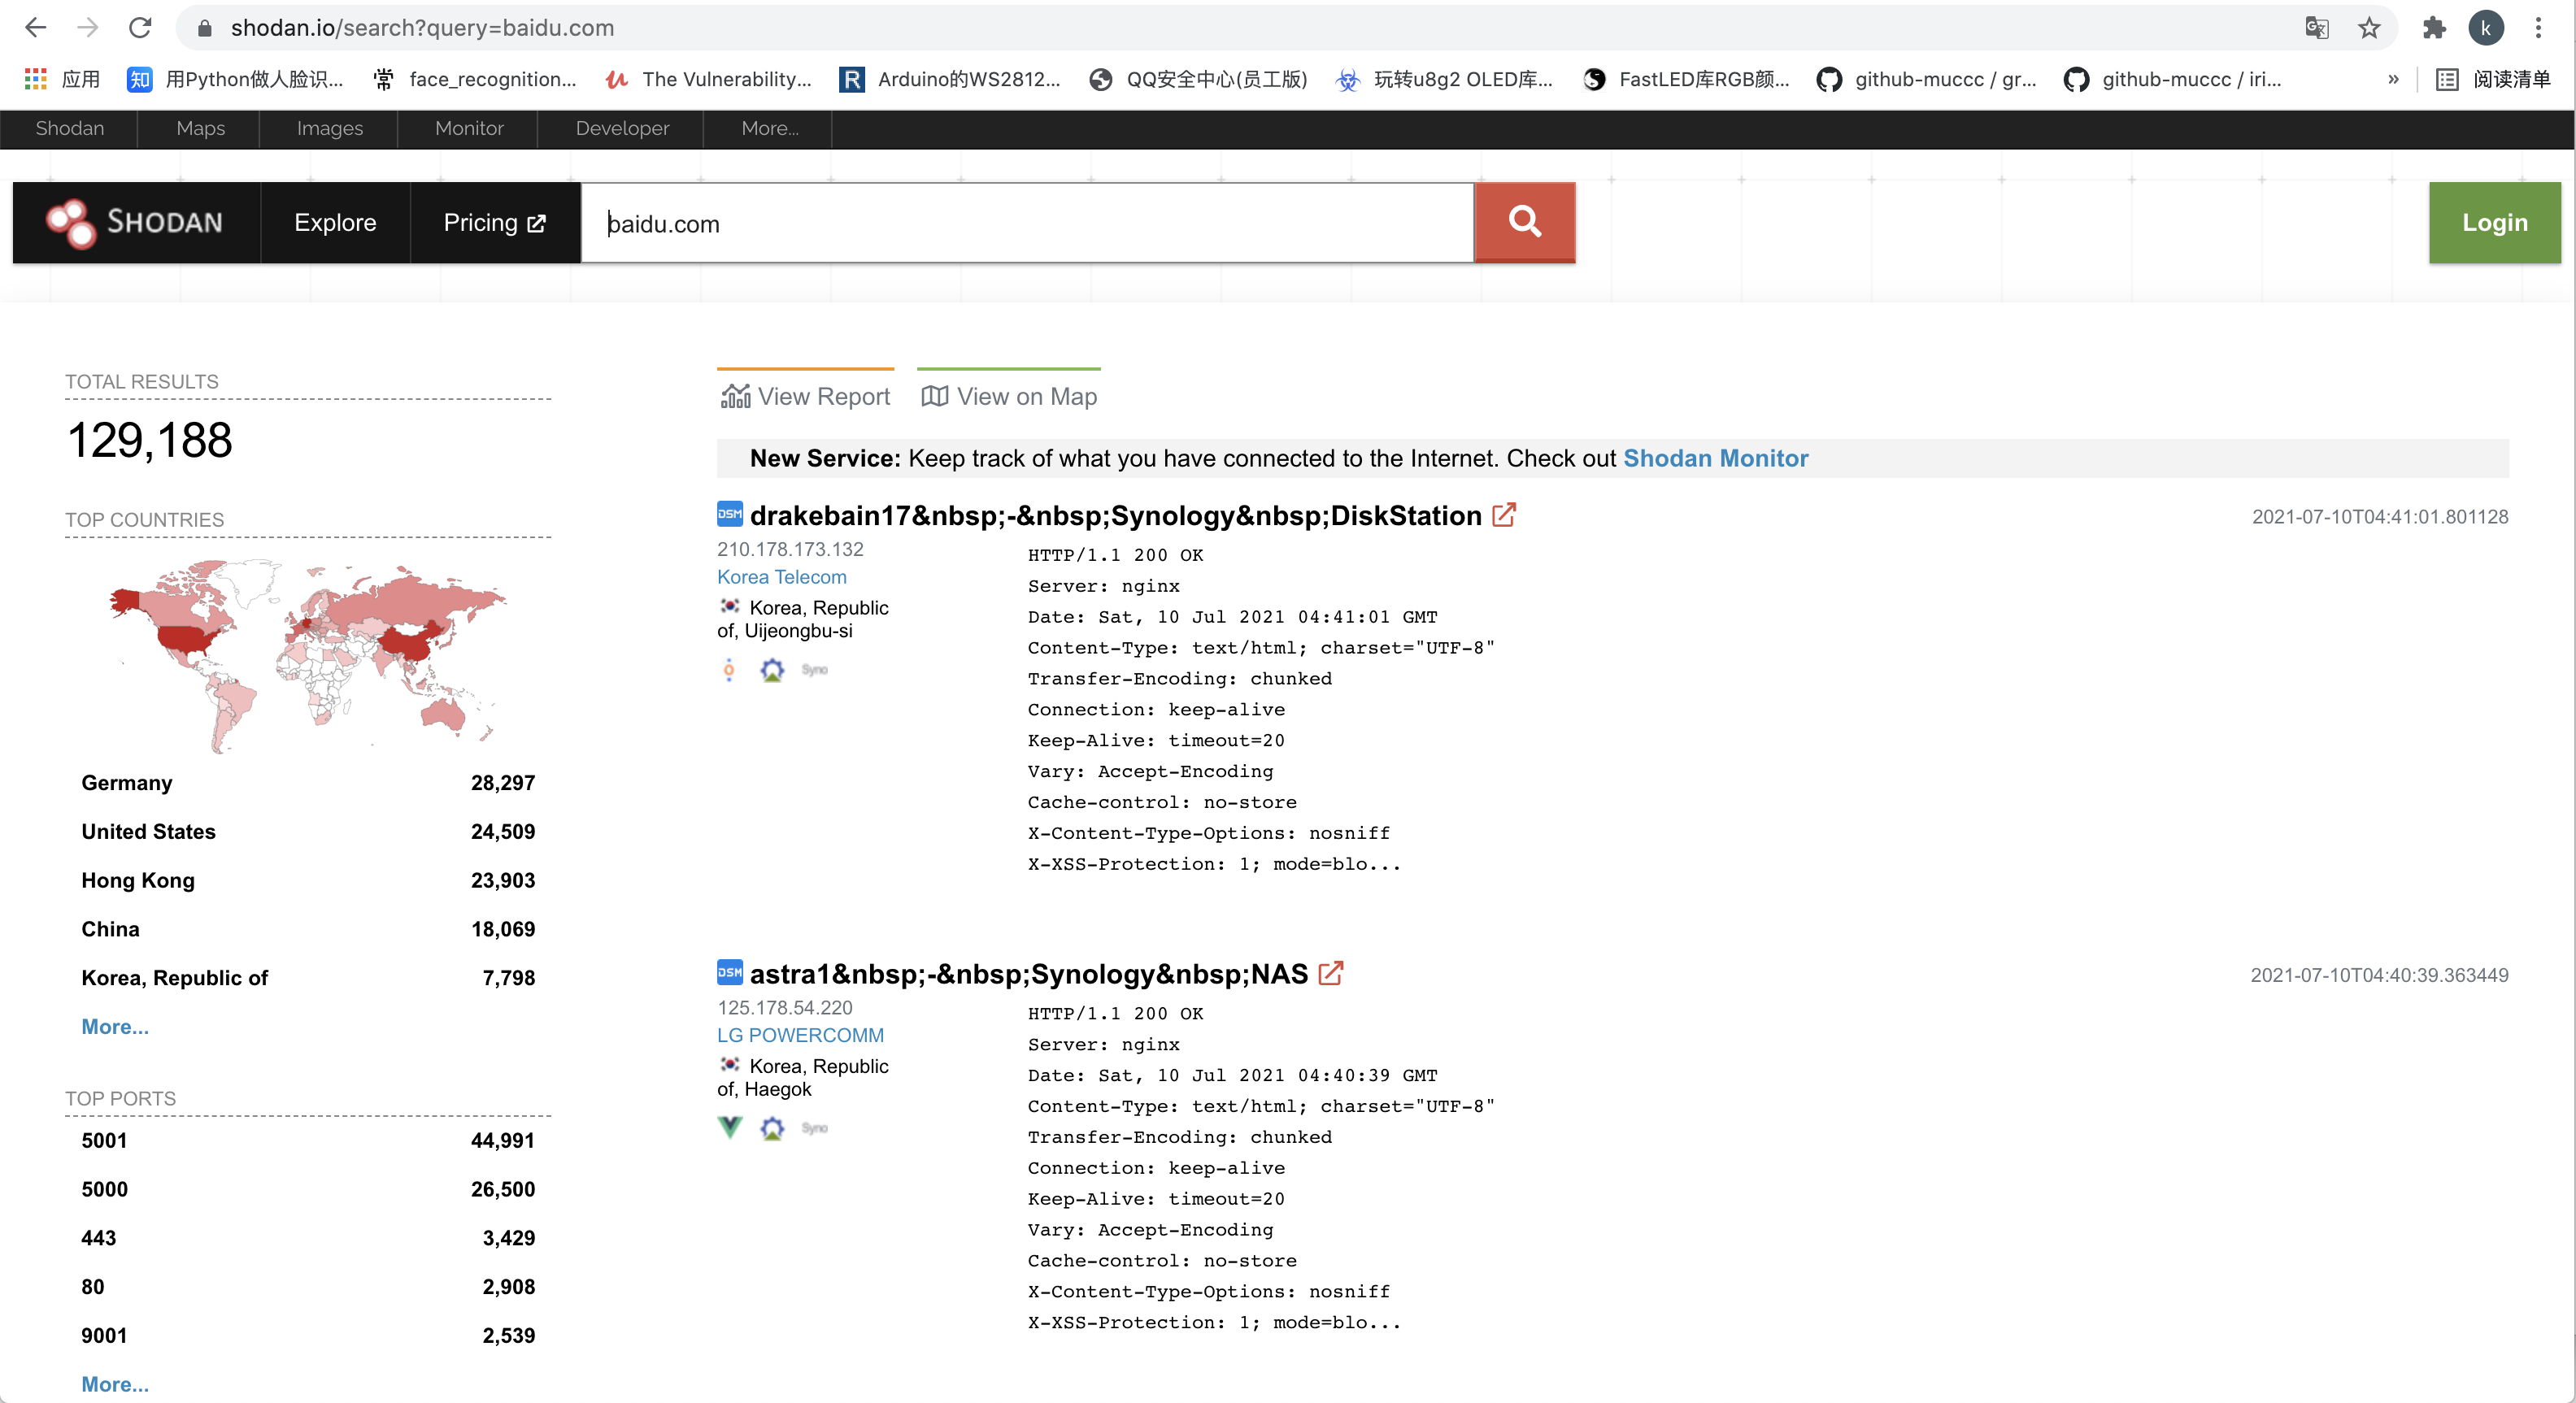 shodan.io/search?query=baidu.com
k
应用
知 用Python做人脸识...
常 face_recognition...
The Vulnerability...
R Arduino的WS2812...
QQ安全中心(员工版)
玩转u8g2 OLED库...
FastLED库RGB颜...
github-muccc / gr...
github-muccc / iri...
»
阅读清单
Shodan
Maps
Images
Monitor
Developer
More...
SHODAN
Explore
Pricing
baidu.com
Login
TOTAL RESULTS
129,188
TOP COUNTRIES
Germany 28,297
United States 24,509
Hong Kong 23,903
China 18,069
Korea, Republic of 7,798
More...
TOP PORTS
5001 44,991
5000 26,500
443 3,429
80 2,908
9001 2,539
More...
View Report
View on Map
New Service: Keep track of what you have connected to the Internet. Check out Shodan Monitor
DSM drakebain17&nbsp;-&nbsp;Synology&nbsp;DiskStation
2021-07-10T04:41:01.801128
210.178.173.132
Korea Telecom
Korea, Republic
of, Uijeongbu-si
Syno
HTTP/1.1 200 OK
Server: nginx
Date: Sat, 10 Jul 2021 04:41:01 GMT
Content-Type: text/html; charset="UTF-8"
Transfer-Encoding: chunked
Connection: keep-alive
Keep-Alive: timeout=20
Vary: Accept-Encoding
Cache-control: no-store
X-Content-Type-Options: nosniff
X-XSS-Protection: 1; mode=blo...
DSM astra1&nbsp;-&nbsp;Synology&nbsp;NAS
2021-07-10T04:40:39.363449
125.178.54.220
LG POWERCOMM
Korea, Republic
of, Haegok
Syno
HTTP/1.1 200 OK
Server: nginx
Date: Sat, 10 Jul 2021 04:40:39 GMT
Content-Type: text/html; charset="UTF-8"
Transfer-Encoding: chunked
Connection: keep-alive
Keep-Alive: timeout=20
Vary: Accept-Encoding
Cache-control: no-store
X-Content-Type-Options: nosniff
X-XSS-Protection: 1; mode=blo...